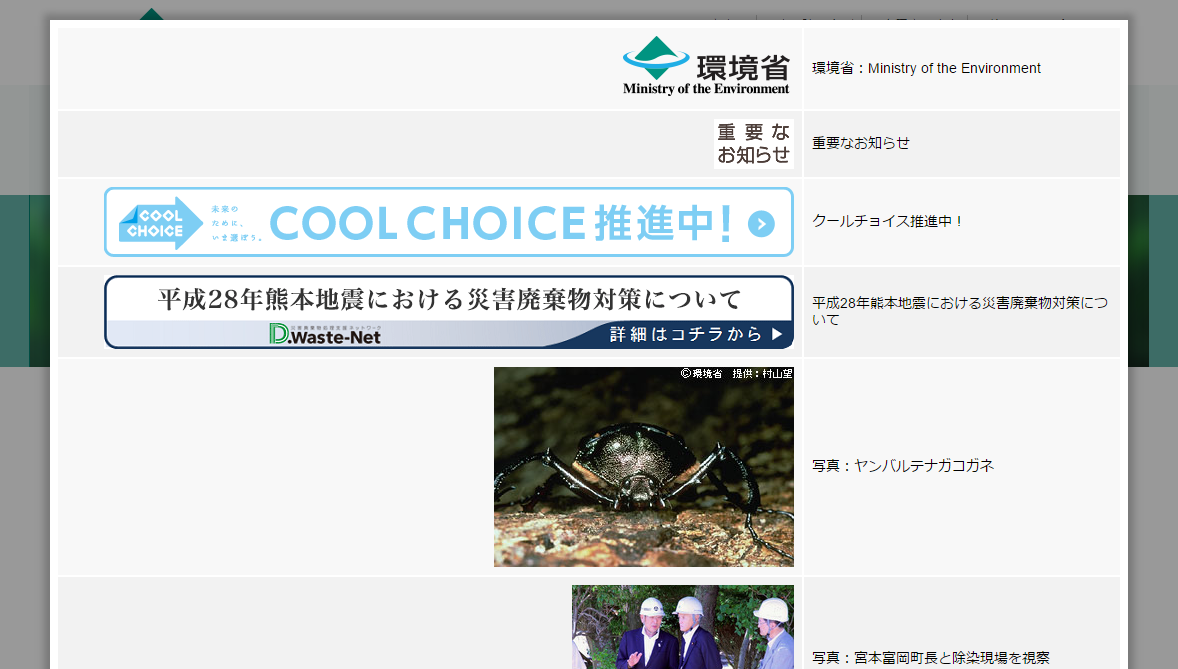 環境省
Ministry of the Environment
環境省：Ministry of the Environment
重要な
お知らせ
重要なお知らせ
COOL
CHOICE
未来の
ために、
いま選ぼう。
COOL CHOICE 推進中！
クールチョイス推進中！
平成28年熊本地震における災害廃棄物対策について
D.Waste-Net
詳細はコチラから ▶
平成28年熊本地震における災害廃棄物対策につ
いて
©環境省 提供：村山望
写真：ヤンバルテナガコガネ
写真：宮本富岡町長と除染現場を視察